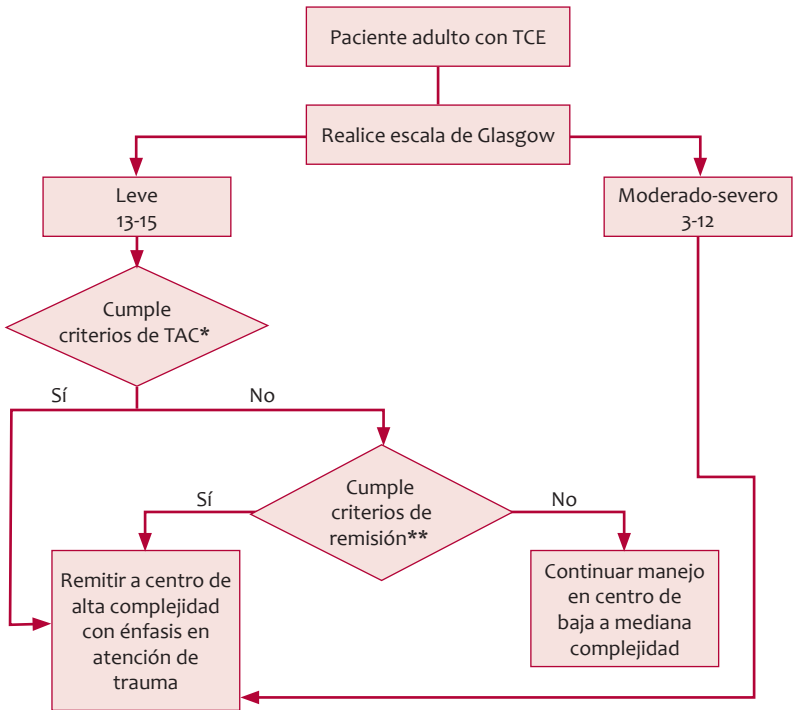 Paciente adulto con TCE
Realice escala de Glasgow
Leve
13-15
Moderado-severo
3-12
Cumple
criterios de TAC*
Sí
No
Cumple
criterios de
remisión**
Sí
No
Remitir a centro de
alta complejidad
con énfasis en
atención de
trauma
Continuar manejo
en centro de
baja a mediana
complejidad